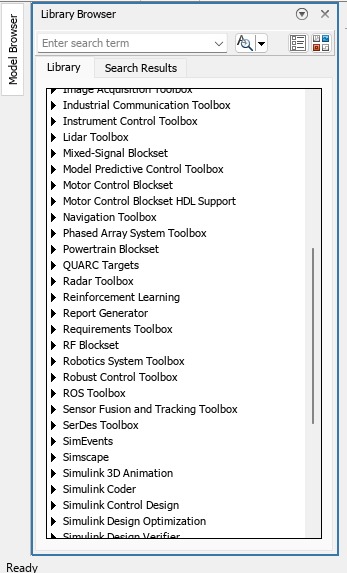 Model Browser
Library Browser
Enter search term
Library
Search Results
Image Acquisition Toolbox
Industrial Communication Toolbox
Instrument Control Toolbox
Lidar Toolbox
Mixed-Signal Blockset
Model Predictive Control Toolbox
Motor Control Blockset
Motor Control Blockset HDL Support
Navigation Toolbox
Phased Array System Toolbox
Powertrain Blockset
QUARC Targets
Radar Toolbox
Reinforcement Learning
Report Generator
Requirements Toolbox
RF Blockset
Robotics System Toolbox
Robust Control Toolbox
ROS Toolbox
Sensor Fusion and Tracking Toolbox
SerDes Toolbox
SimEvents
Simscape
Simulink 3D Animation
Simulink Coder
Simulink Control Design
Simulink Design Optimization
Simulink Design Verifier
Ready